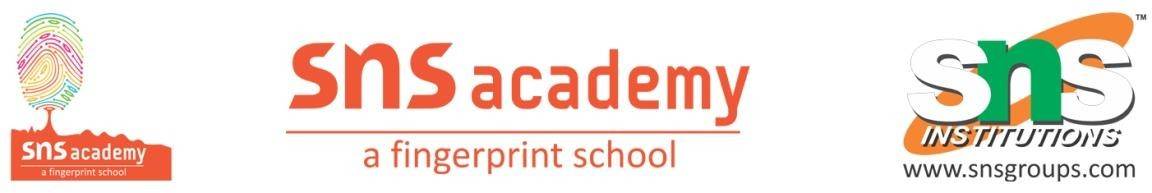 sns academy
a fingerprint school
sns academy
a fingerprint school
sns ™
INSTITUTIONS
www.snsgroups.com